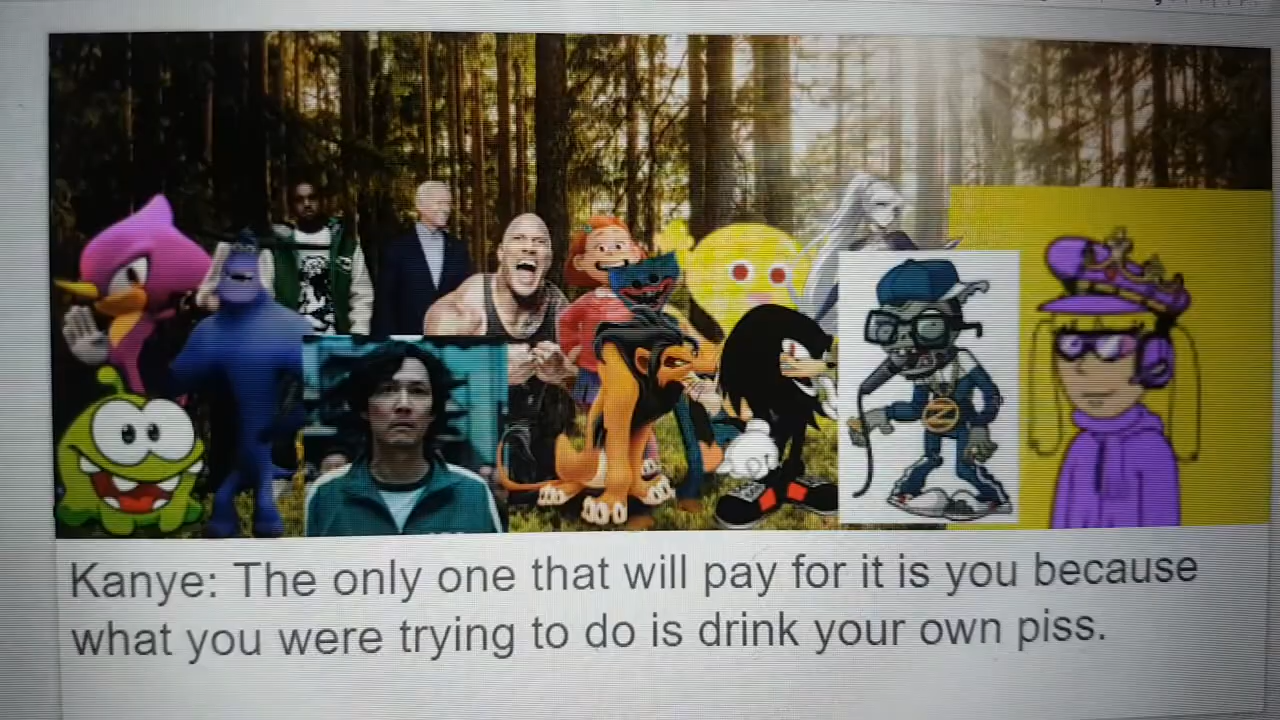 Kanye: The only one that will pay for it is you because
what you were trying to do is drink your own piss.